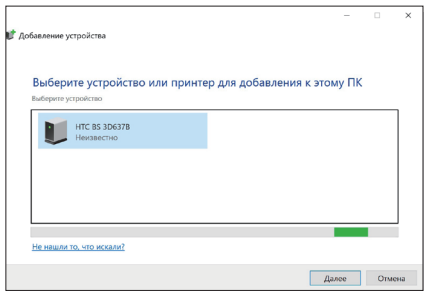 Добавление устройства
Выберите устройство или принтер для добавления к этому ПК
Выберите устройство
HTC BS 3D637B
Неизвестно
Не нашли то, что искали?
Далее
Отмена